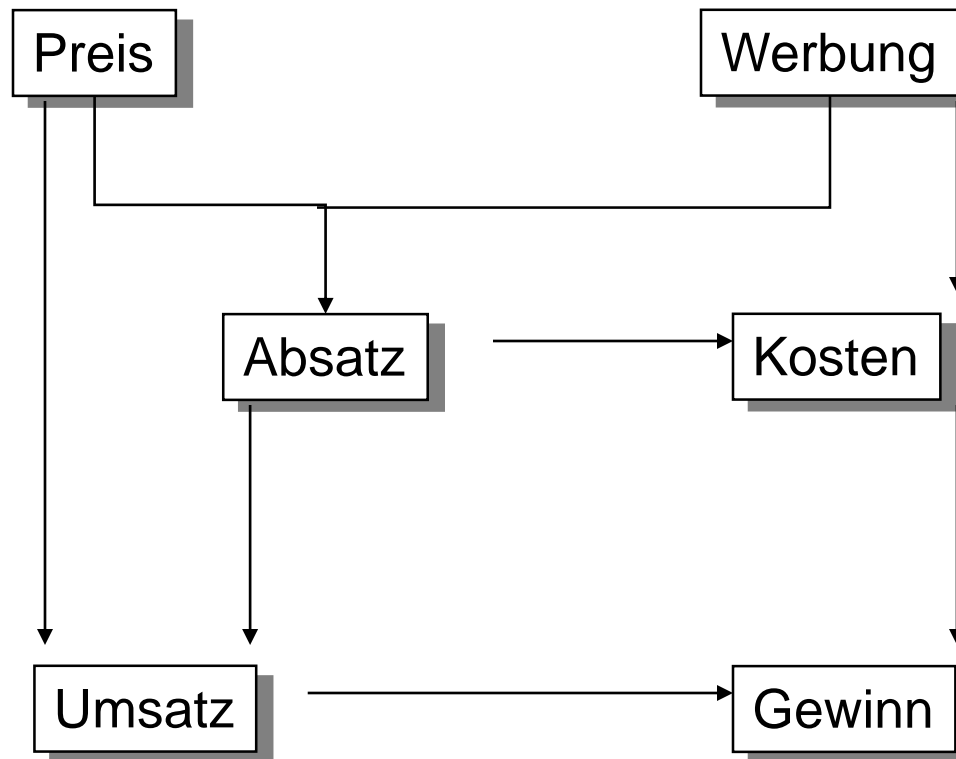 Preis
Werbung
Absatz
Kosten
Umsatz
Gewinn